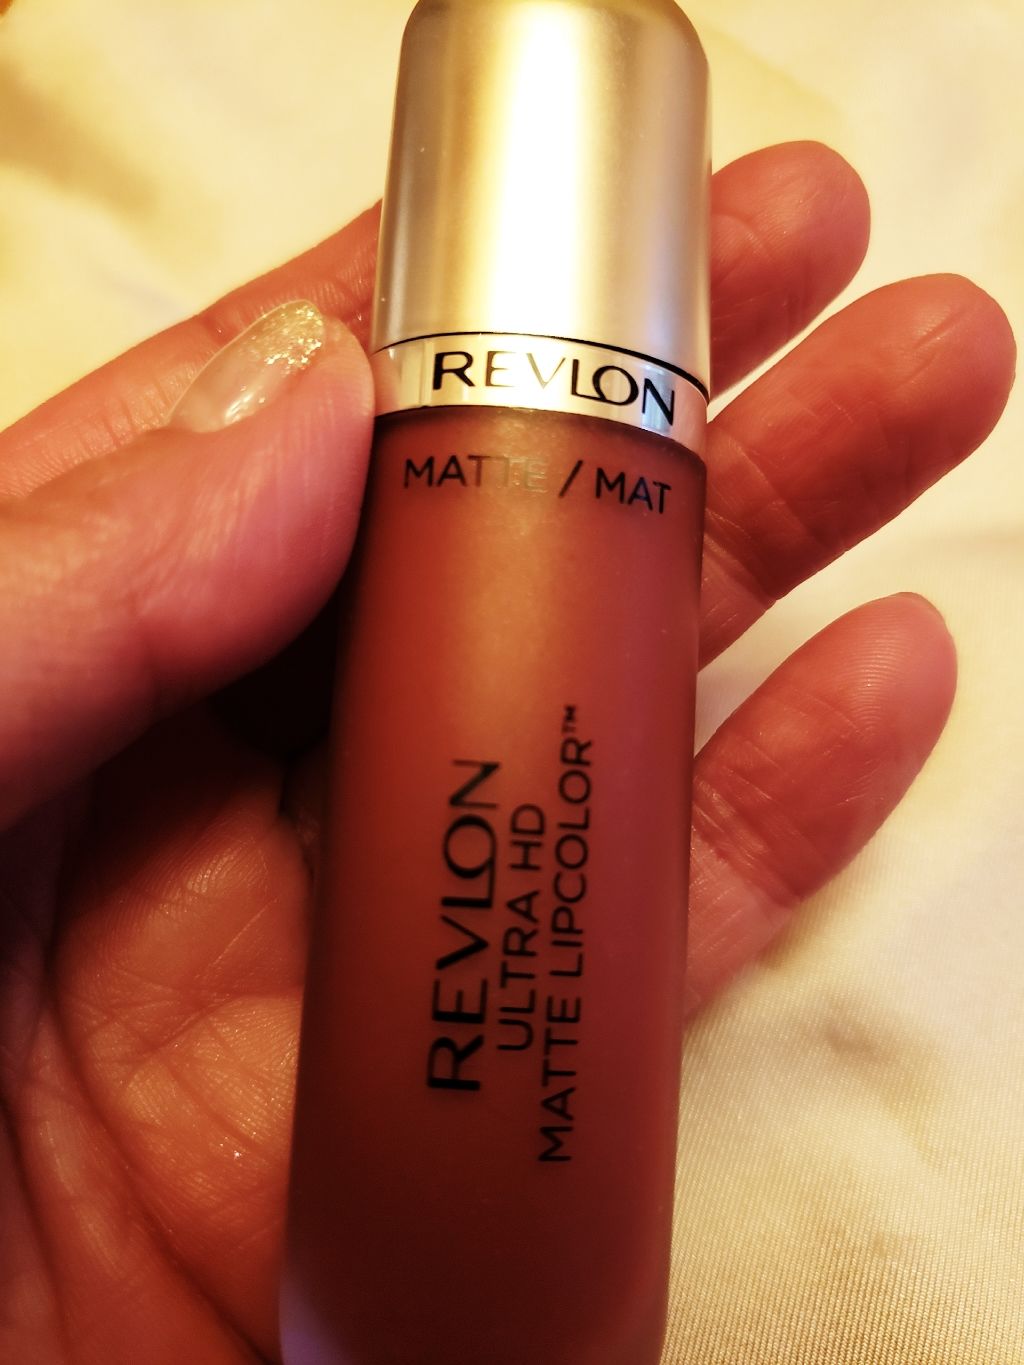 REVLON
MATTE / MAT
REVLON
ULTRA HD
MATTE LIPCOLOR™